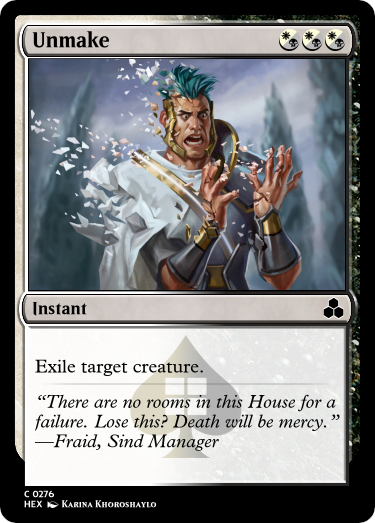 Unmake
Instant
Exile target creature.
“There are no rooms in this House for a
failure. Lose this? Death will be mercy.”
—Fraid, Sind Manager
C 0276
HEX Karina Khoroshaylo